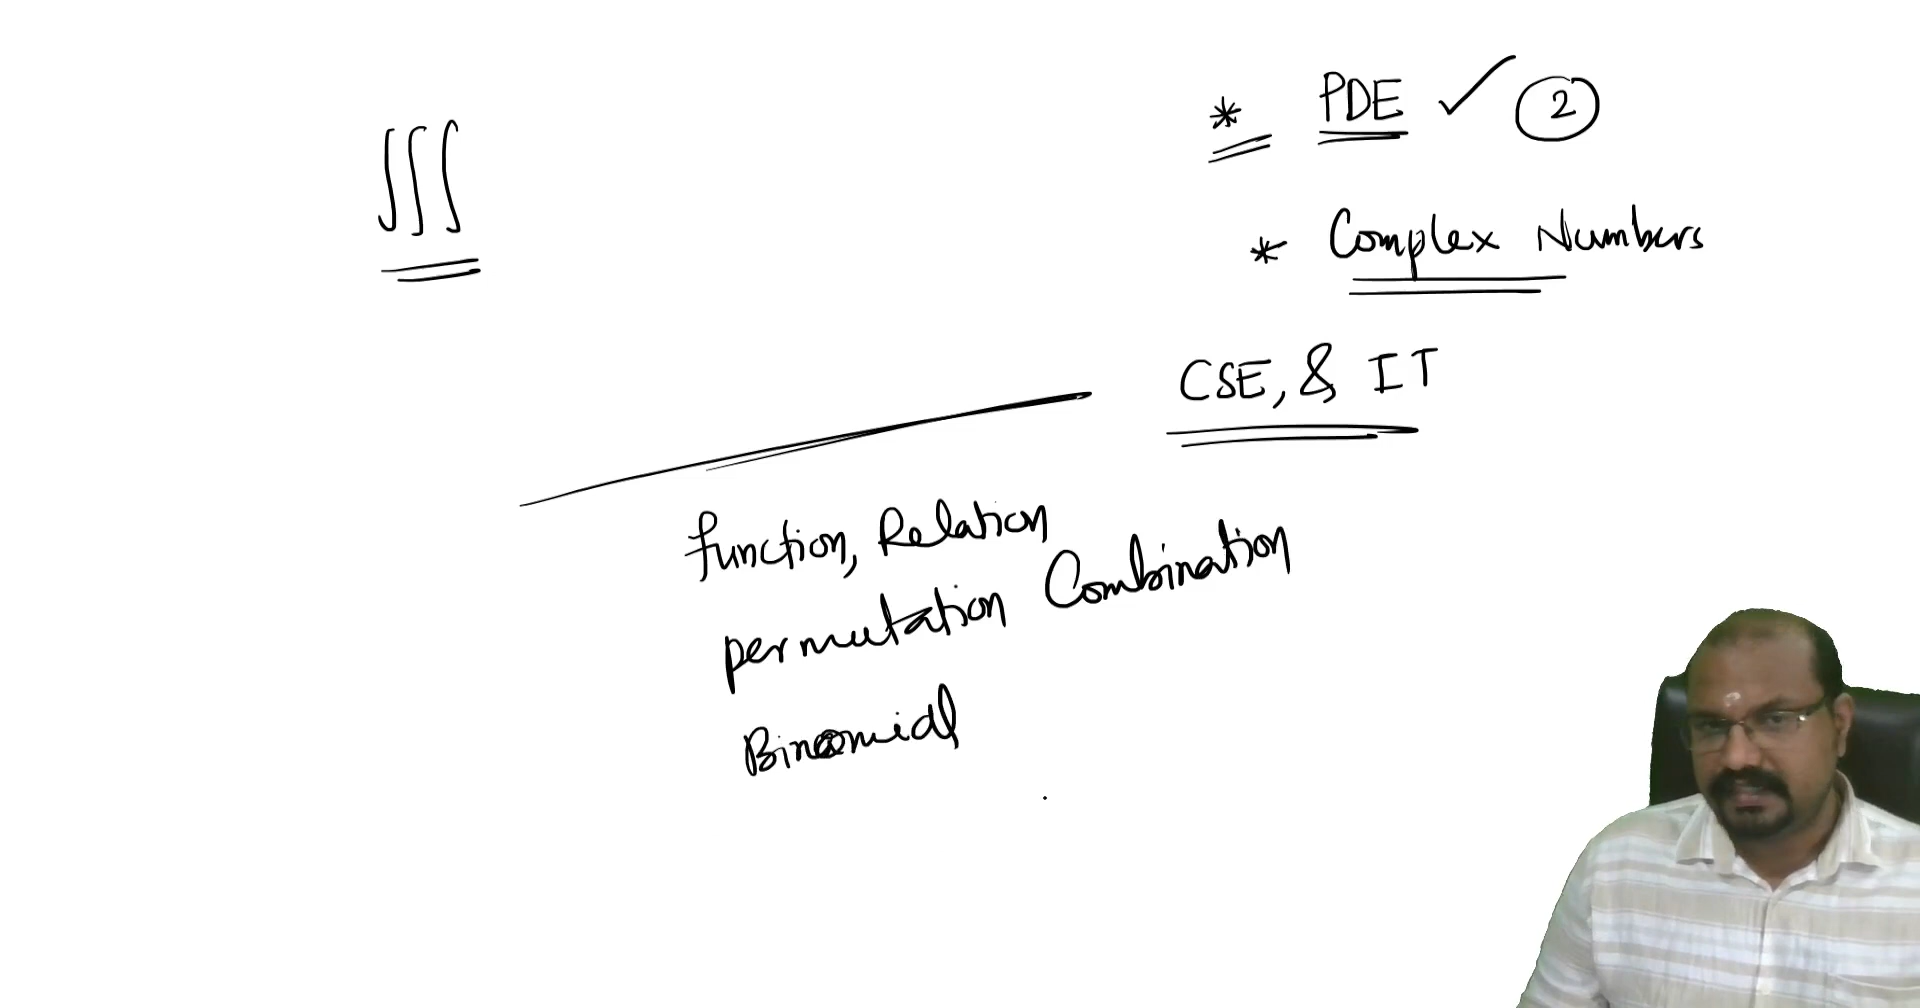 ∫∫∫
* PDE ✓ 2
* Complex Numbers
CSE, & IT
function, Relation
permutation Combination
Binomial